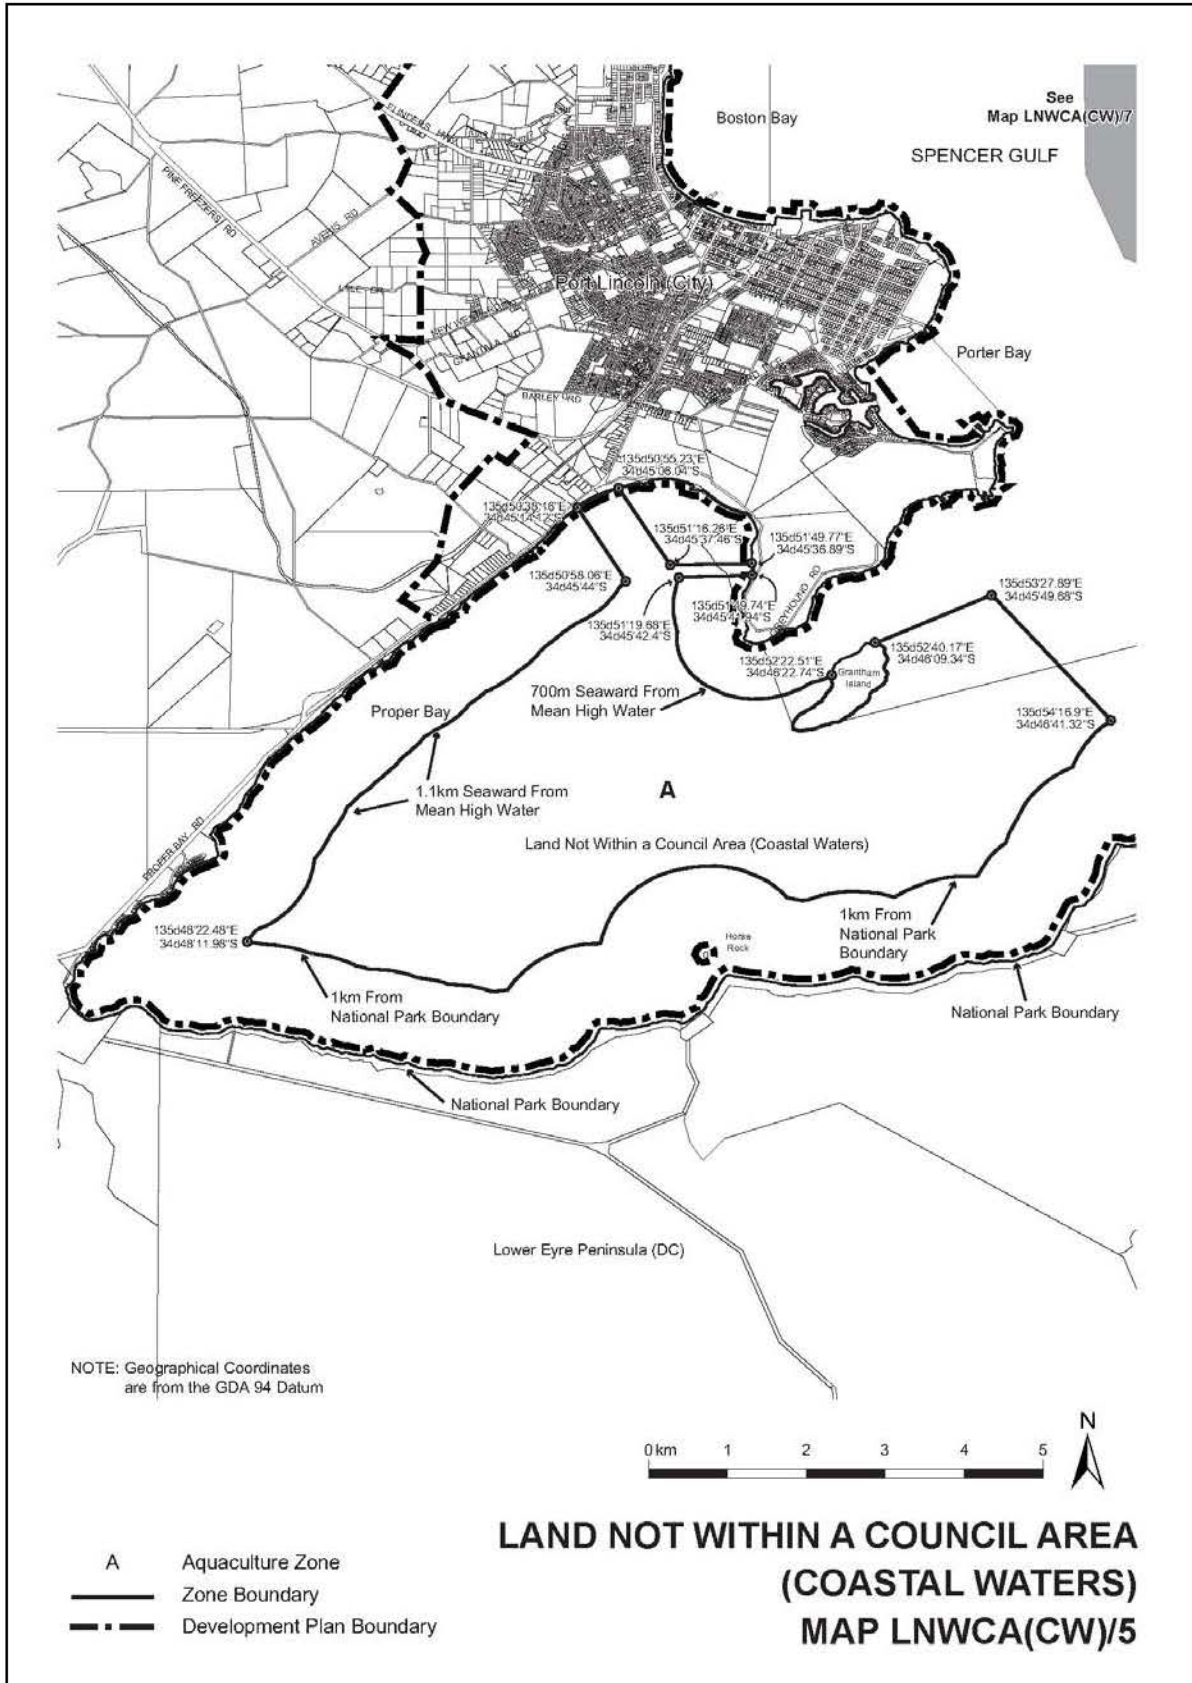 See
Map LNWCA(CW)/7
Boston Bay
SPENCER GULF
FLINDERS HWY
PINE FREEZERS RD
AVENS RD
Port Lincoln (City)
Porter Bay
135d50'55.23"E
34d45'06.04"S
34d45'14.12"S
135d51'16.26"E
34d45'37.46"S
135d51'49.77"E
34d45'36.89"S
135d50'58.06"E
34d45'44"S
135d51'19.68"E
34d45'42.4"S
GREYHOUND RD
135d53'27.89"E
34d45'49.68"S
135d52'22.51"E
34d46'22.74"S
135d52'40.17"E
34d46'09.34"S
Grantham
Island
700m Seaward From
Mean High Water
Proper Bay
135d54'16.9"E
34d46'41.32"S
1.1km Seaward From
Mean High Water
A
PROPER BAY RD
Land Not Within a Council Area (Coastal Waters)
1km From
National Park
Boundary
135d48'22.48"E
34d48'11.98"S
Horse
Rock
1km From
National Park Boundary
National Park Boundary
National Park Boundary
Lower Eyre Peninsula (DC)
NOTE: Geographical Coordinates
are from the GDA 94 Datum
N
0 km 1 2 3 4 5
A Aquaculture Zone
Zone Boundary
Development Plan Boundary
LAND NOT WITHIN A COUNCIL AREA
(COASTAL WATERS)
MAP LNWCA(CW)/5